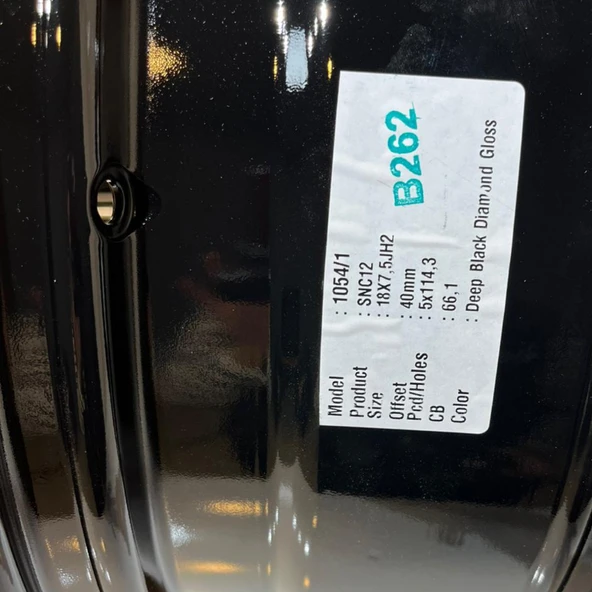 Model : 1054/1
Product : SNC12
Size : 18X7,5JH2
Offset : 40mm
Pcd/Holes : 5x114,3
CB : 66,1
Color : Deep Black Diamond Gloss
B262